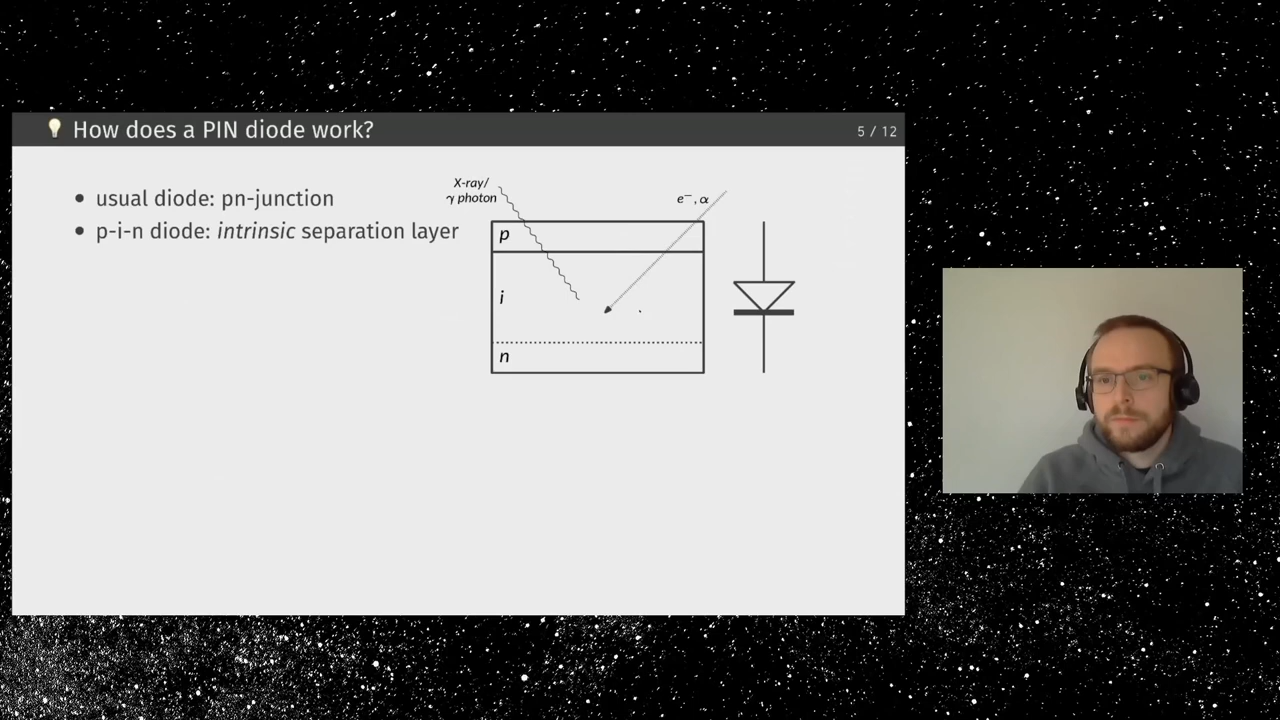 How does a PIN diode work?
5 / 12
• usual diode: pn-junction
• p-i-n diode: intrinsic separation layer
X-ray/
γ photon
e⁻, α
p
i
n